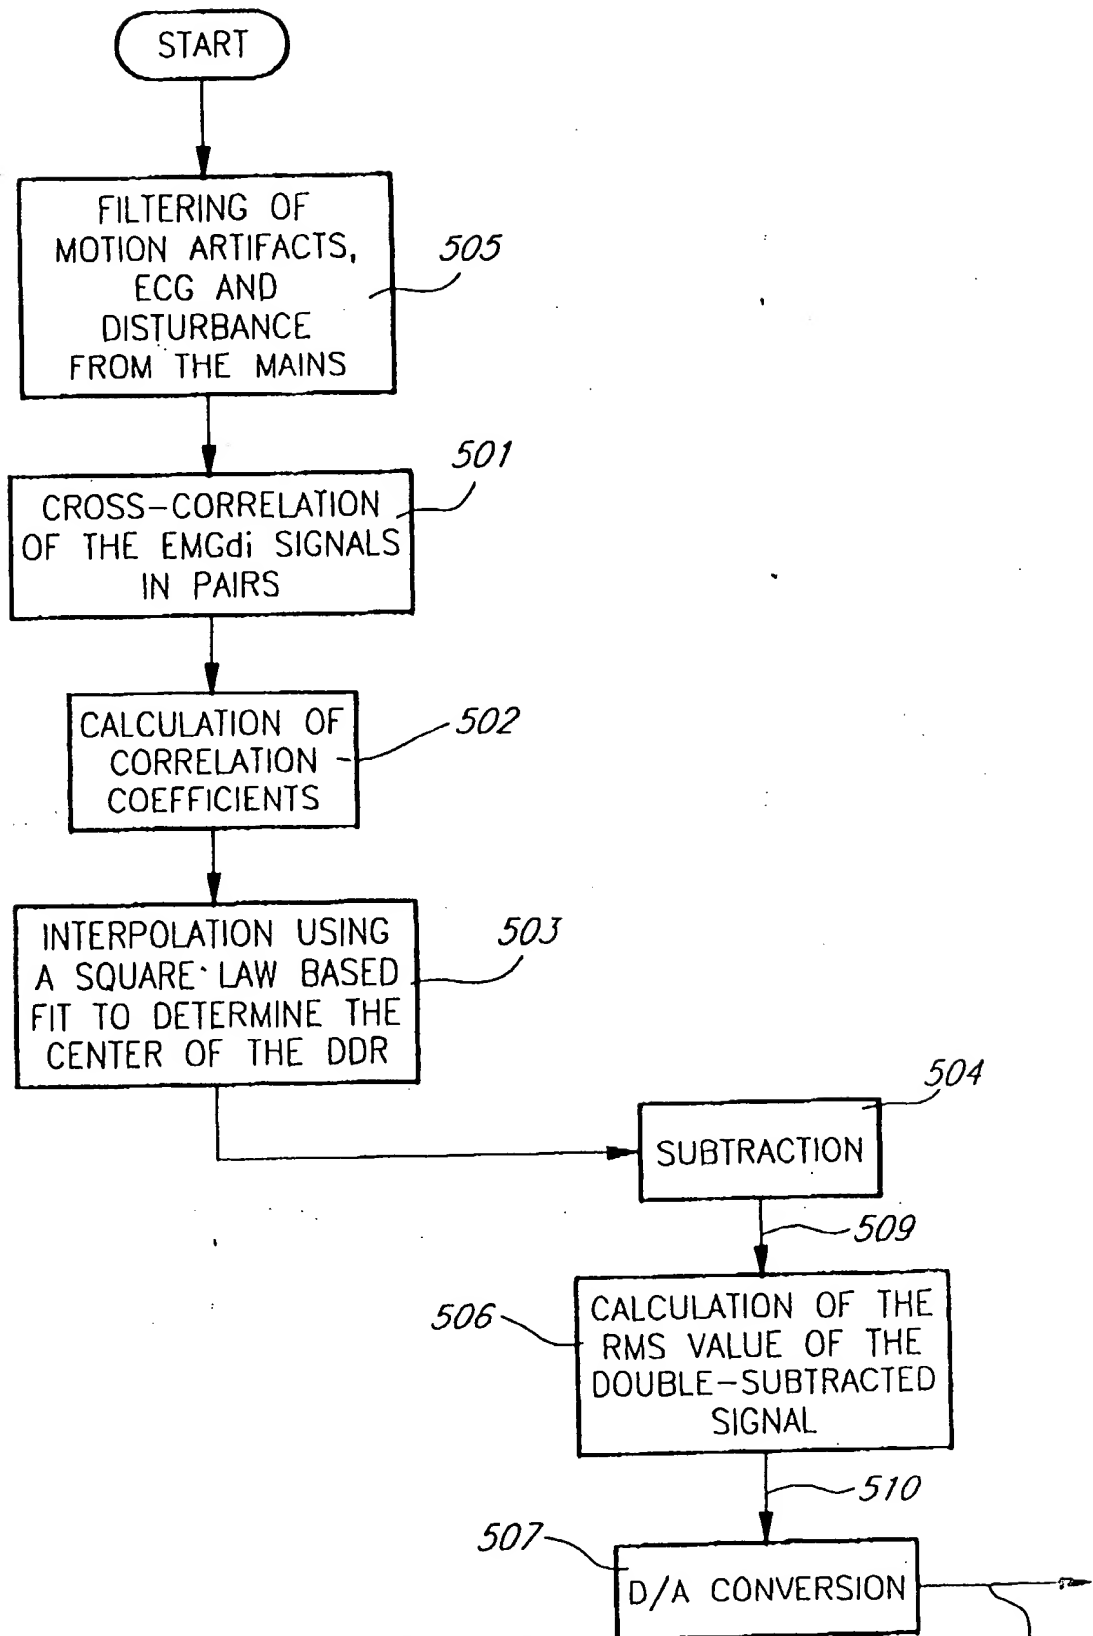 START
FILTERING OF
MOTION ARTIFACTS,
ECG AND
DISTURBANCE
FROM THE MAINS
505
501
CROSS-CORRELATION
OF THE EMGdi SIGNALS
IN PAIRS
CALCULATION OF
CORRELATION
COEFFICIENTS
502
INTERPOLATION USING
A SQUARE LAW BASED
FIT TO DETERMINE THE
CENTER OF THE DDR
503
504
SUBTRACTION
509
506
CALCULATION OF THE
RMS VALUE OF THE
DOUBLE-SUBTRACTED
SIGNAL
510
507
D/A CONVERSION